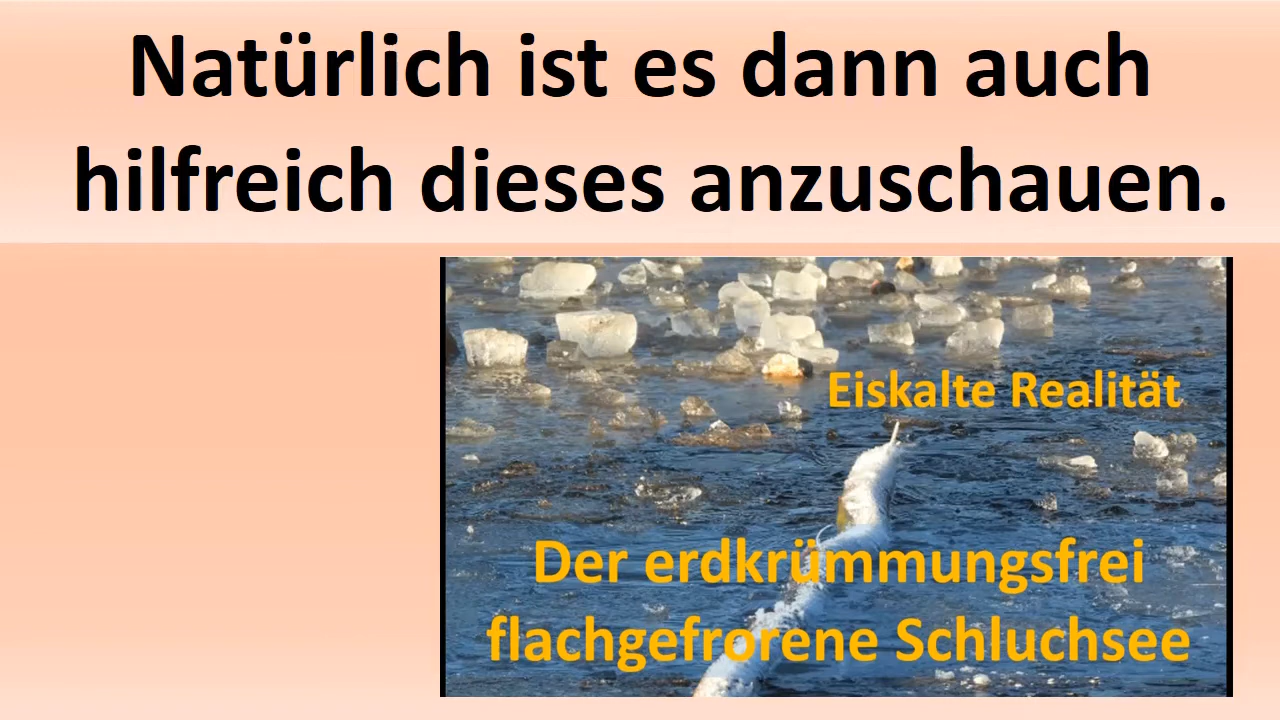 Natürlich ist es dann auch
hilfreich dieses anzuschauen.
Eiskalte Realität
Der erdkrümmungsfrei
flachgefrorene Schluchsee